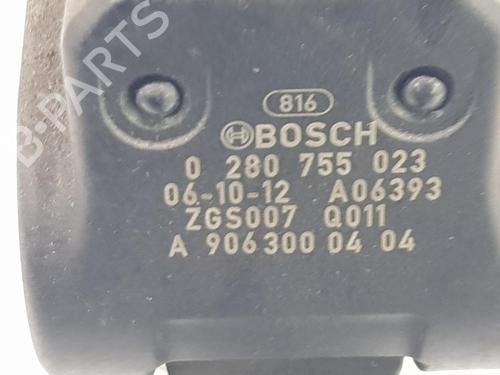 B-PARTS
816
BOSCH
0 280 755 023
06-10-12 A06393
ZGS007 Q011
A 906 300 04 04